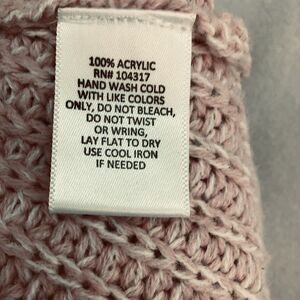 100% ACRYLIC
RN# 104317
HAND WASH COLD
WITH LIKE COLORS
ONLY, DO NOT BLEACH,
DO NOT TWIST
OR WRING,
LAY FLAT TO DRY
USE COOL IRON
IF NEEDED